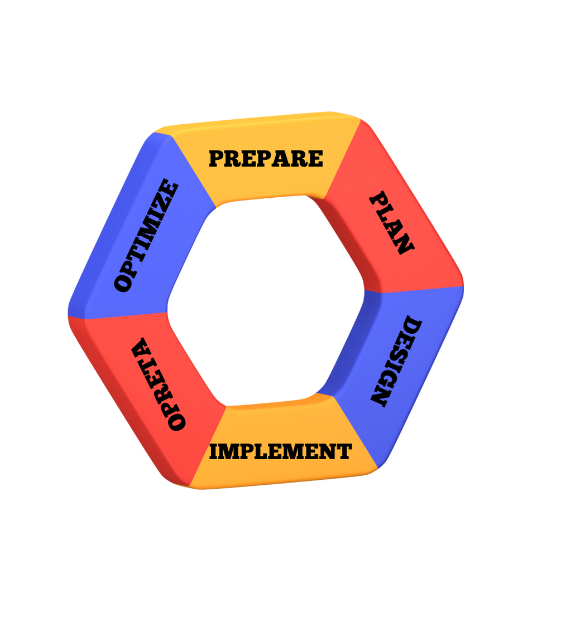 PREPARE
PLAN
DESIGN
IMPLEMENT
OPRETA
OPTIMIZE